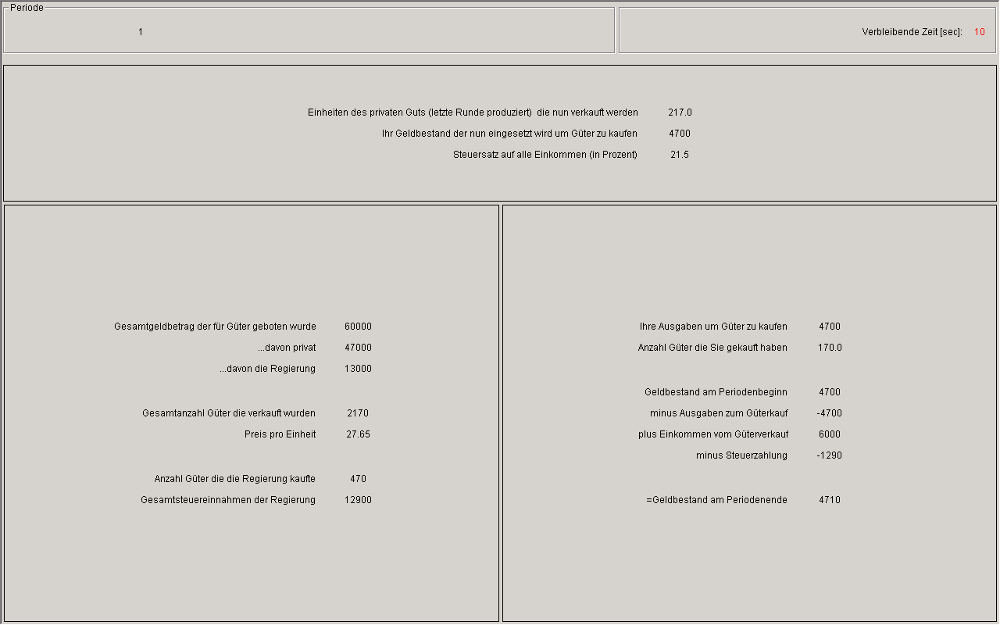 Periode
1
Verbleibende Zeit [sec]: 10
Einheiten des privaten Guts (letzte Runde produziert)  die nun verkauft werden 217.0
Ihr Geldbestand der nun eingesetzt wird um Güter zu kaufen 4700
Steuersatz auf alle Einkommen (in Prozent) 21.5
Gesamtgeldbetrag der für Güter geboten wurde 60000
...davon privat 47000
...davon die Regierung 13000
Gesamtanzahl Güter die verkauft wurden 2170
Preis pro Einheit 27.65
Anzahl Güter die die Regierung kaufte 470
Gesamtsteuereinnahmen der Regierung 12900
Ihre Ausgaben um Güter zu kaufen 4700
Anzahl Güter die Sie gekauft haben 170.0
Geldbestand am Periodenbeginn 4700
minus Ausgaben zum Güterkauf -4700
plus Einkommen vom Güterverkauf 6000
minus Steuerzahlung -1290
=Geldbestand am Periodenende 4710